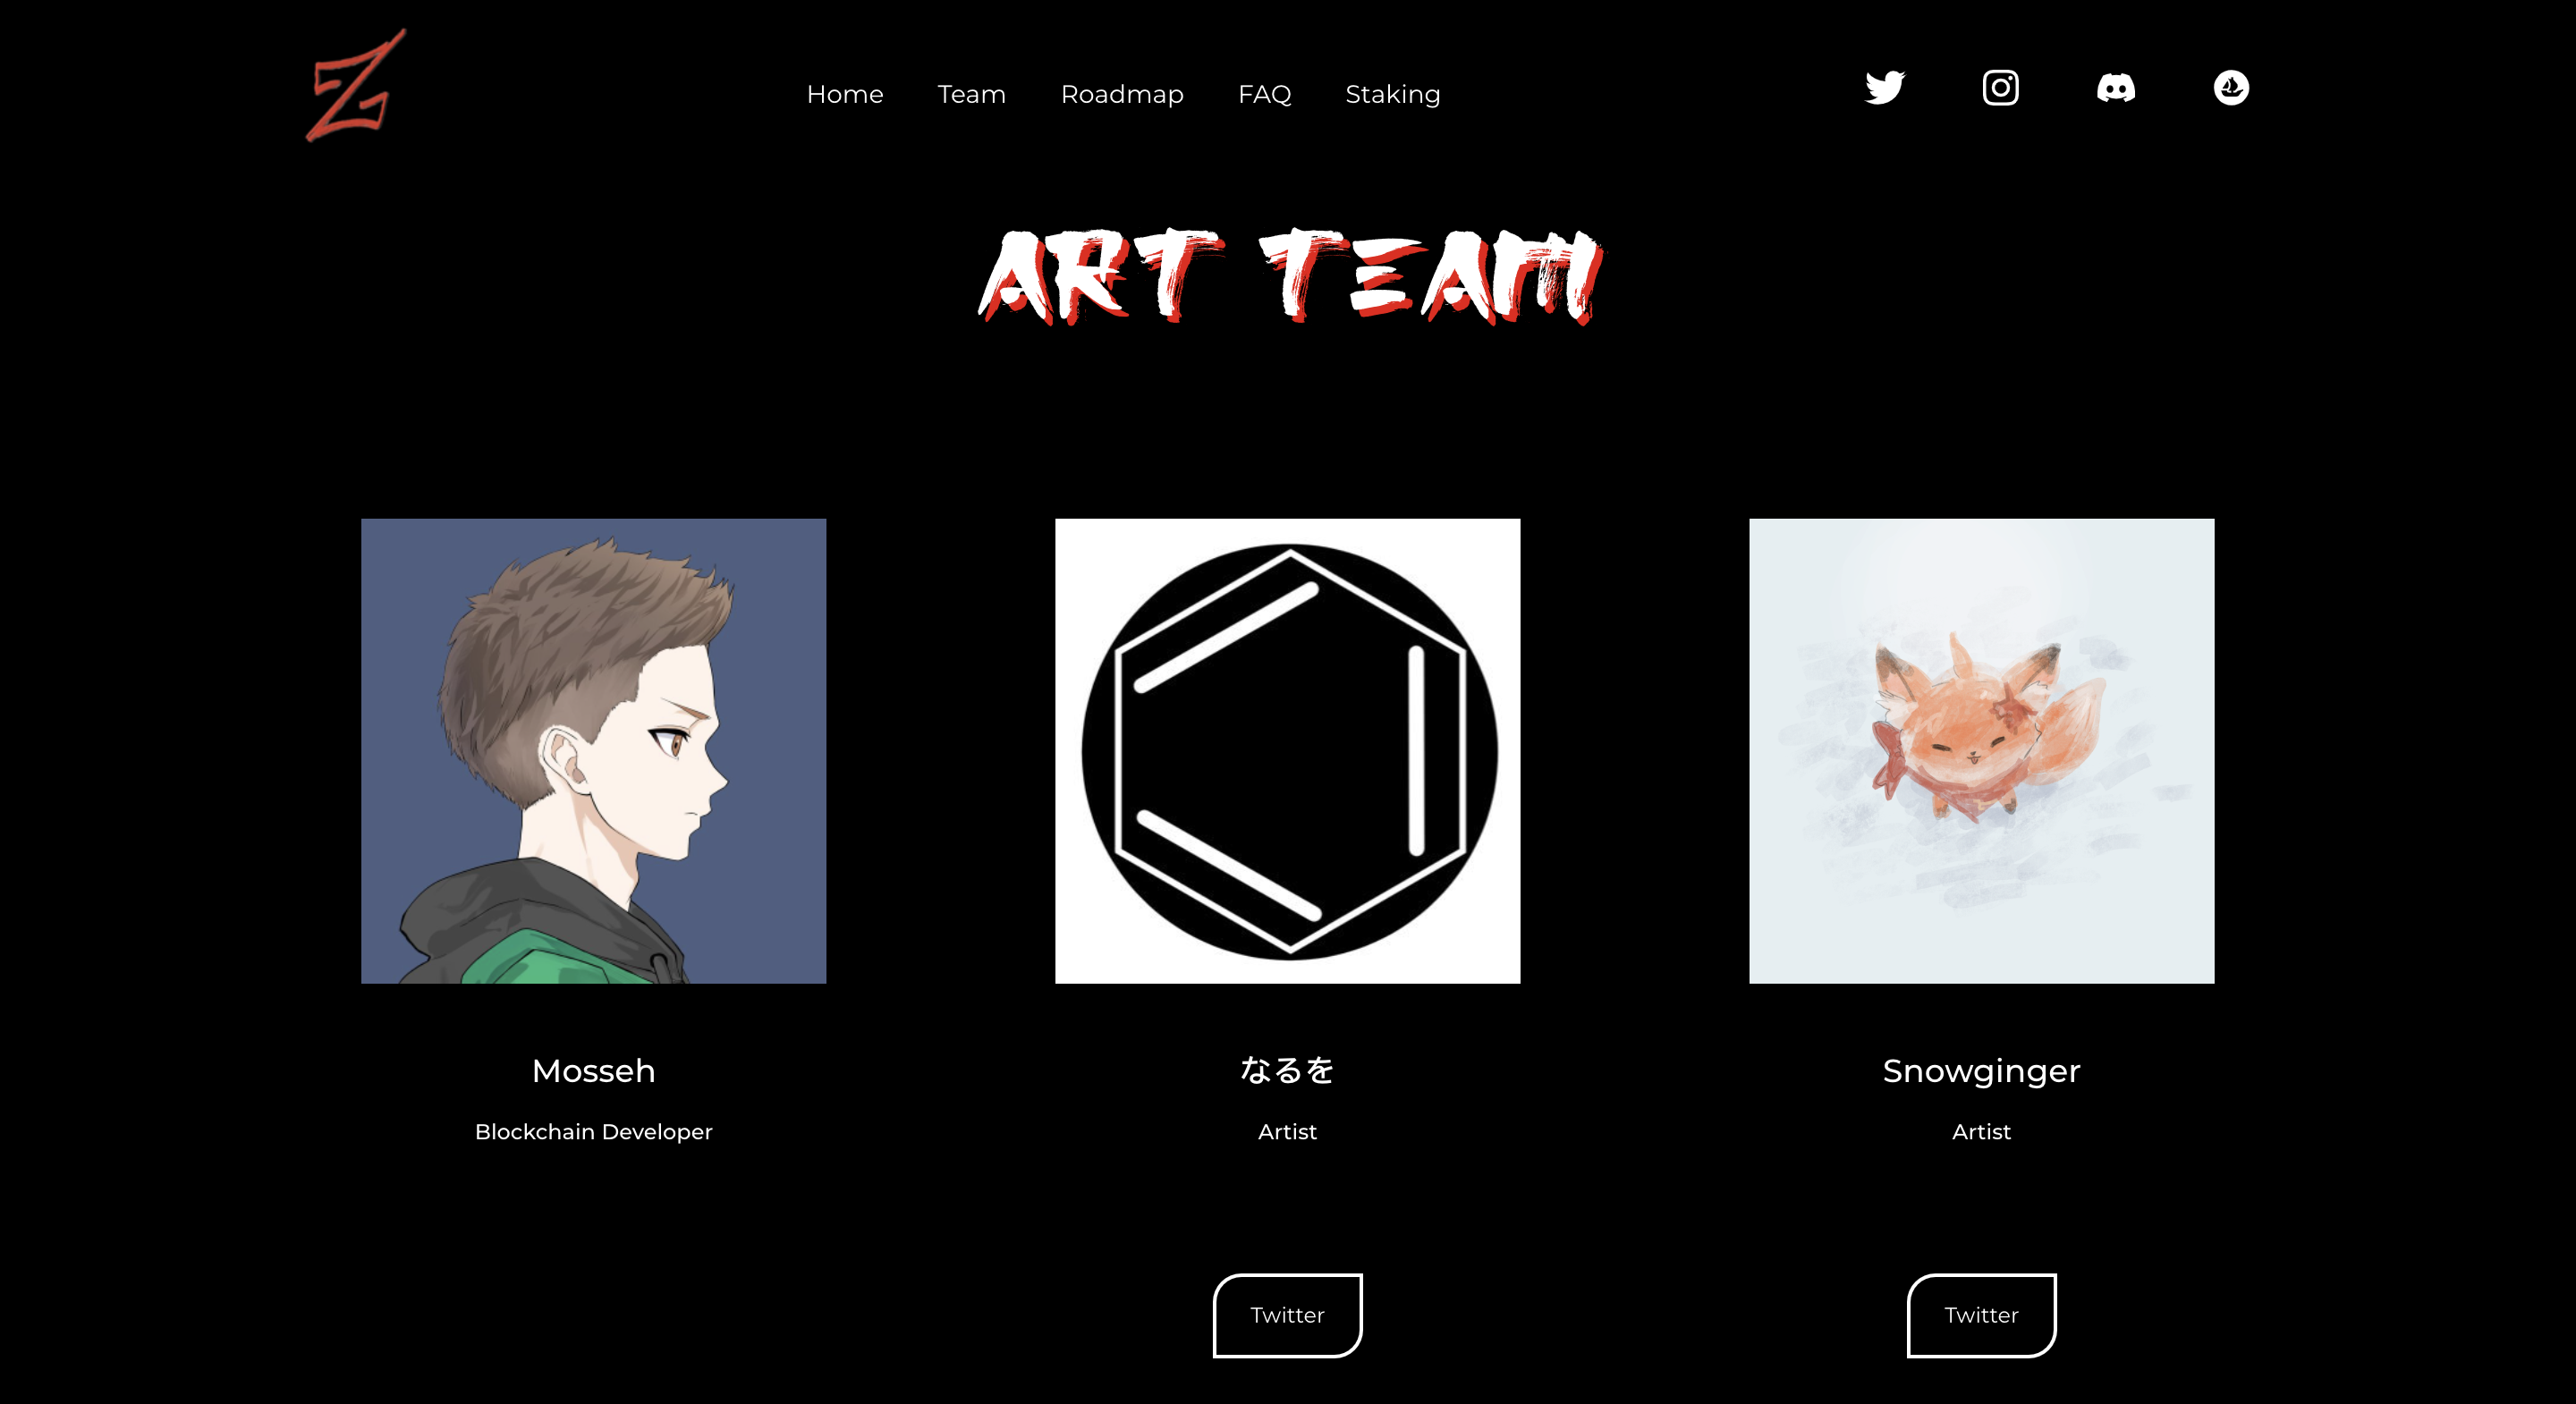 Z
Home Team Roadmap FAQ Staking
ART TEAM
Mosseh なるを Snowginger
Blockchain Developer Artist Artist
Twitter Twitter